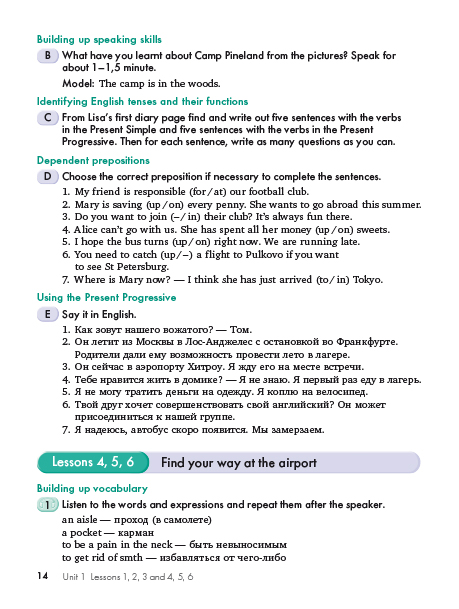 Building up speaking skills
B What have you learnt about Camp Pineland from the pictures? Speak for
about 1–1,5 minute.
Model: The camp is in the woods.
Identifying English tenses and their functions
C From Lisa's first diary page find and write out five sentences with the verbs
in the Present Simple and five sentences with the verbs in the Present
Progressive. Then for each sentence, write as many questions as you can.
Dependent prepositions
D Choose the correct preposition if necessary to complete the sentences.
1. My friend is responsible (for/at) our football club.
2. Mary is saving (up/on) every penny. She wants to go abroad this summer.
3. Do you want to join (–/in) their club? It's always fun there.
4. Alice can't go with us. She has spent all her money (up/on) sweets.
5. I hope the bus turns (up/on) right now. We are running late.
6. You need to catch (up/–) a flight to Pulkovo if you want
to see St Petersburg.
7. Where is Mary now? — I think she has just arrived (to/in) Tokyo.
Using the Present Progressive
E Say it in English.
1. Как зовут нашего вожатого? — Том.
2. Он летит из Москвы в Лос-Анджелес с остановкой во Франкфурте.
Родители дали ему возможность провести лето в лагере.
3. Он сейчас в аэропорту Хитроу. Я жду его на месте встречи.
4. Тебе нравится жить в домике? — Я не знаю. Я первый раз еду в лагерь.
5. Я не могу тратить деньги на одежду. Я коплю на велосипед.
6. Твой друг хочет совершенствовать свой английский? Он может
присоединиться к нашей группе.
7. Я надеюсь, автобус скоро появится. Мы замерзаем.
Lessons 4, 5, 6 Find your way at the airport
Building up vocabulary
1 Listen to the words and expressions and repeat them after the speaker.
an aisle — проход (в самолете)
a pocket — карман
to be a pain in the neck — быть невыносимым
to get rid of smth — избавляться от чего-либо
14 Unit 1 Lessons 1, 2, 3 and 4, 5, 6